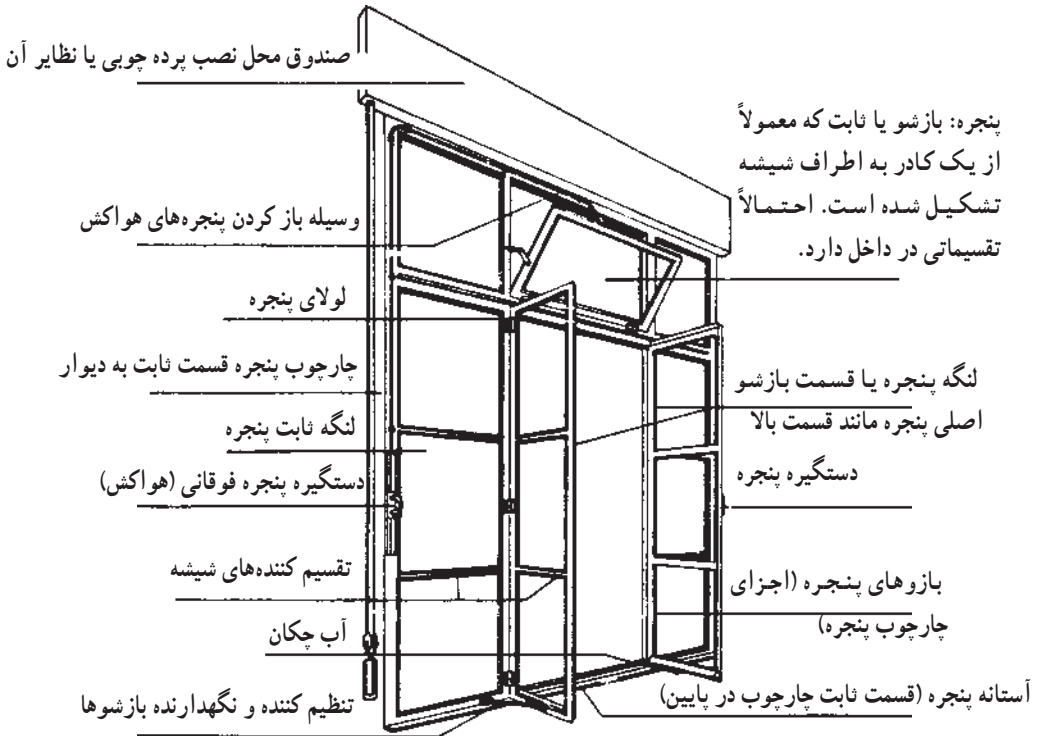 صندوق محل نصب پرده چوبی یا نظایر آن
پنجره: بازشو یا ثابت که معمولاً
از یک کادر به اطراف شیشه
تشکیل شده است. احتمالاً
تقسیماتی در داخل دارد.
وسیله باز کردن پنجره‌های هواکش
لولای پنجره
چارچوب پنجره قسمت ثابت به دیوار
لنگه پنجره یا قسمت بازشو
اصلی پنجره مانند قسمت بالا
لنگه ثابت پنجره
دستگیره پنجره
دستگیره پنجره فوقانی (هواکش)
تقسیم کننده‌های شیشه
بازوهای پنجره (اجزای
چارچوب پنجره)
آب چکان
آستانه پنجره (قسمت ثابت چارچوب در پایین)
تنظیم کننده و نگهدارنده بازشوها